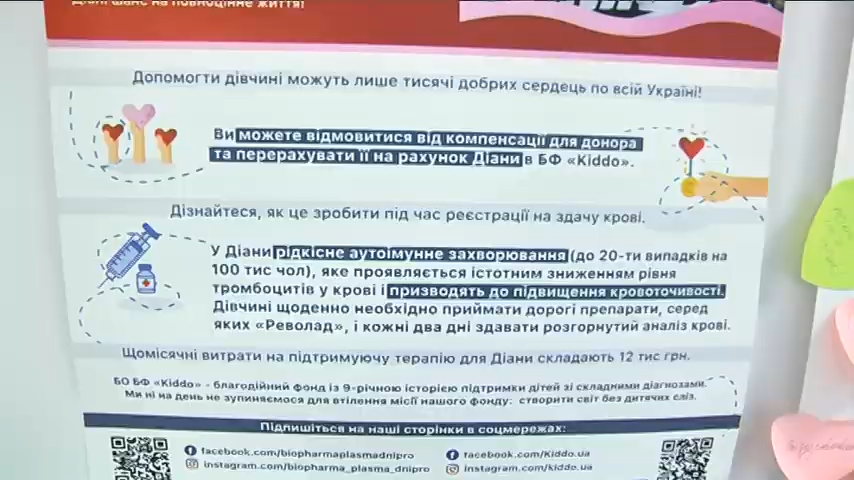 шанс на повноцінне життя!
Допомогти дівчині можуть лише тисячі добрих сердець по всій Україні!
Ви можете відмовитися від компенсації для донора
та перерахувати її на рахунок Діани в БФ «Kiddo».
Дізнайтеся, як це зробити під час реєстрації на здачу крові.
У Діани рідкісне аутоімунне захворювання (до 20-ти випадків на
100 тис чол), яке проявляється істотним зниженням рівня
тромбоцитів у крові і призводять до підвищення кровоточивості.
Дівчині щоденно необхідно приймати дорогі препарати, серед
яких «Револад», і кожні два дні здавати розгорнутий аналіз крові.
Щомісячні витрати на підтримуючу терапію для Діани складають 12 тис грн.
БО БФ «Kiddo» - благодійний фонд із 9-річною історією підтримки дітей зі складними діагнозами.
Ми ні на день не зупиняємося для втілення місії нашого фонду: створити світ без дитячих сліз.
Підпишіться на наші сторінки в соцмережах:
facebook.com/biopharmaplasmadnipro
instagram.com/biopharma_plasma_dnipro
facebook.com/Kiddo.ua
instagram.com/kiddo.ua